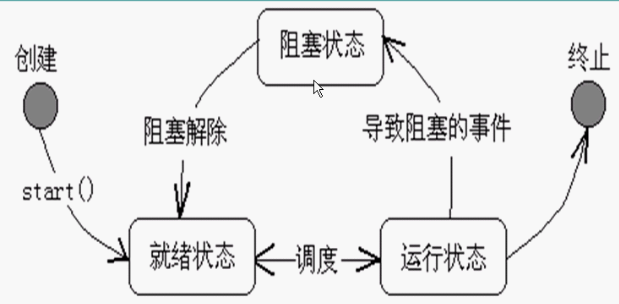 阻塞状态
创建
终止
阻塞解除
导致阻塞的事件
start()
就绪状态
调度
运行状态